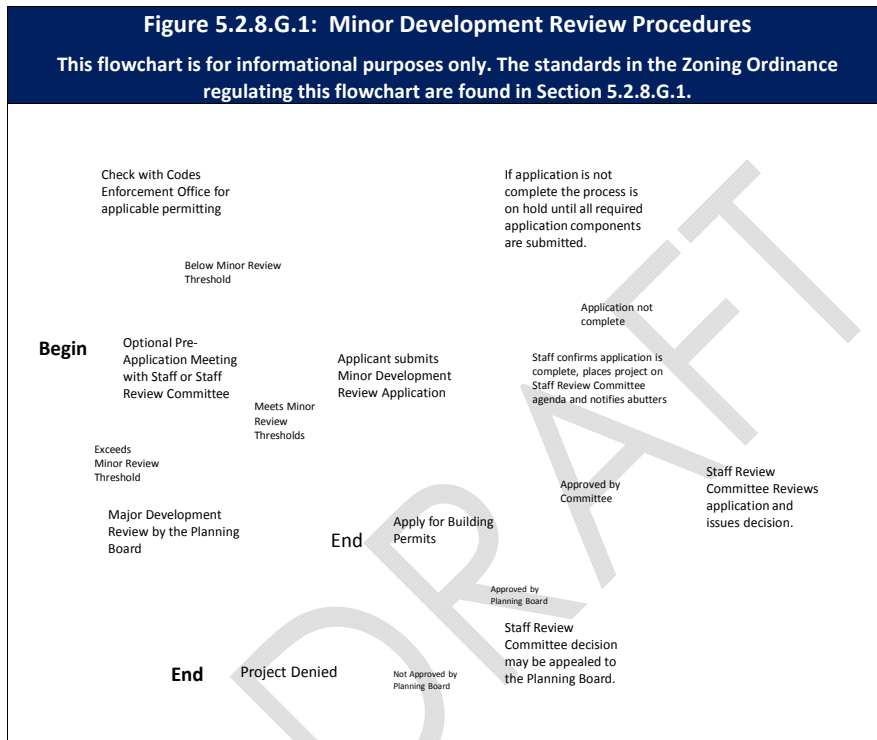 Figure 5.2.8.G.1: Minor Development Review Procedures
This flowchart is for informational purposes only. The standards in the Zoning Ordinance
regulating this flowchart are found in Section 5.2.8.G.1.
Check with Codes
Enforcement Office for
applicable permitting
If application is not
complete the process is
on hold until all required
application components
are submitted.
Below Minor Review
Threshold
Application not
complete
Begin
Optional Pre-
Application Meeting
with Staff or Staff
Review Committee
Applicant submits
Minor Development
Review Application
Staff confirms application is
complete, places project on
Staff Review Committee
agenda and notifies abutters
Meets Minor
Review
Thresholds
Exceeds
Minor Review
Threshold
Approved by
Committee
Staff Review
Committee Reviews
application and
issues decision.
Major Development
Review by the Planning
Board
End
Apply for Building
Permits
Approved by
Planning Board
Staff Review
Committee decision
may be appealed to
the Planning Board.
End
Project Denied
Not Approved by
Planning Board
DRAFT